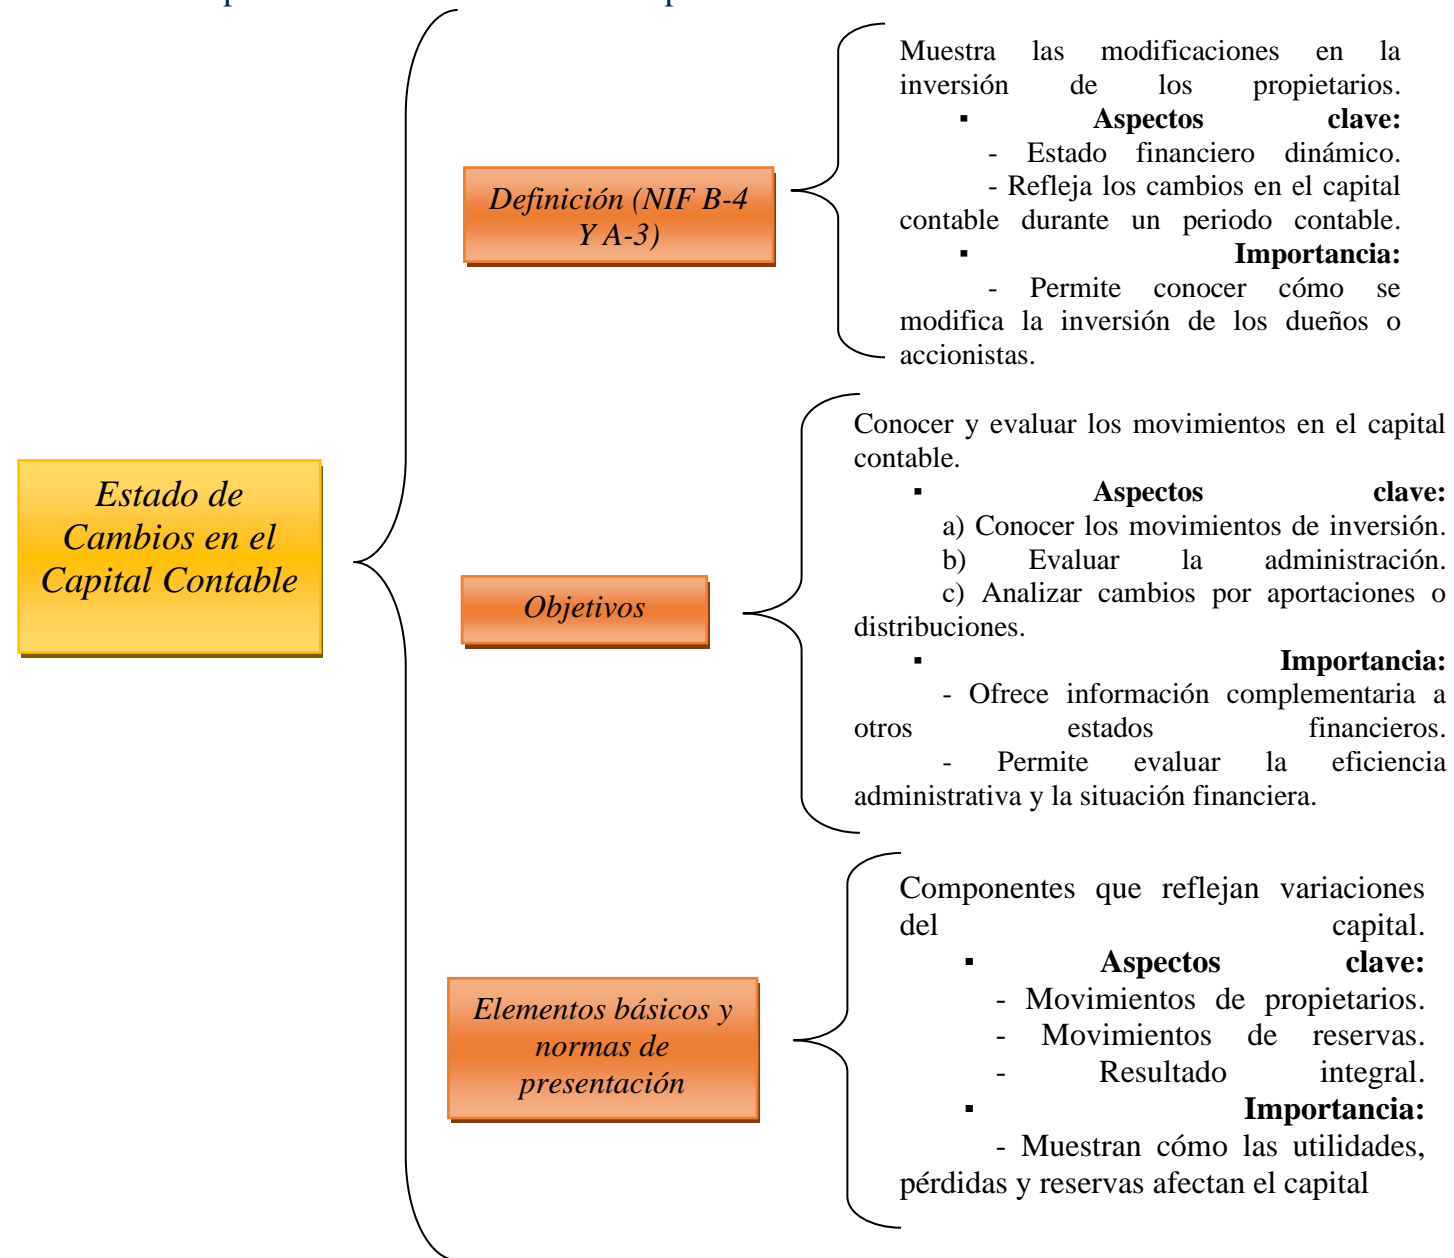 Estado de
Cambios en el
Capital Contable
Definición (NIF B-4
Y A-3)
Muestra las modificaciones en la
inversión de los propietarios.
▪ Aspectos clave:
- Estado financiero dinámico.
- Refleja los cambios en el capital
contable durante un periodo contable.
▪ Importancia:
- Permite conocer cómo se
modifica la inversión de los dueños o
accionistas.
Objetivos
Conocer y evaluar los movimientos en el capital
contable.
▪ Aspectos clave:
a) Conocer los movimientos de inversión.
b) Evaluar la administración.
c) Analizar cambios por aportaciones o
distribuciones.
▪ Importancia:
- Ofrece información complementaria a
otros estados financieros.
- Permite evaluar la eficiencia
administrativa y la situación financiera.
Elementos básicos y
normas de
presentación
Componentes que reflejan variaciones
del capital.
▪ Aspectos clave:
- Movimientos de propietarios.
- Movimientos de reservas.
- Resultado integral.
▪ Importancia:
- Muestran cómo las utilidades,
pérdidas y reservas afectan el capital